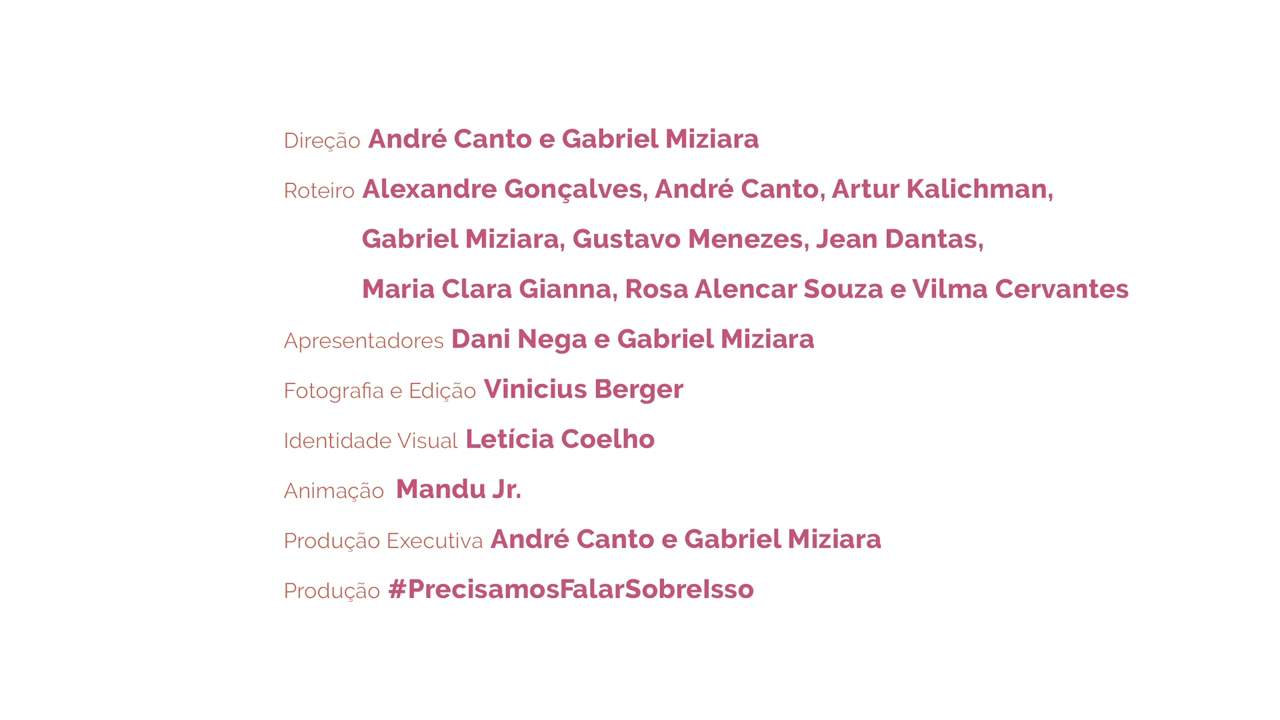 Direção André Canto e Gabriel Miziara
Roteiro Alexandre Gonçalves, André Canto, Artur Kalichman,
Gabriel Miziara, Gustavo Menezes, Jean Dantas,
Maria Clara Gianna, Rosa Alencar Souza e Vilma Cervantes
Apresentadores Dani Nega e Gabriel Miziara
Fotografia e Edição Vinicius Berger
Identidade Visual Letícia Coelho
Animação Mandu Jr.
Produção Executiva André Canto e Gabriel Miziara
Produção #PrecisamosFalarSobreIsso